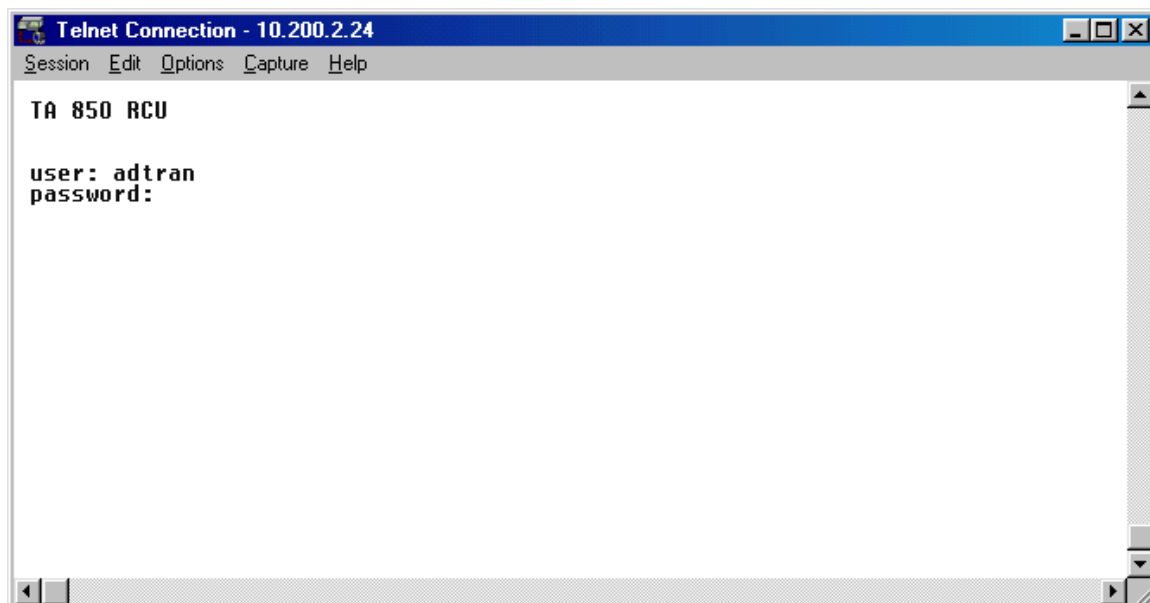 Telnet Connection - 10.200.2.24
Session Edit Options Capture Help
TA 850 RCU
user: adtran
password: